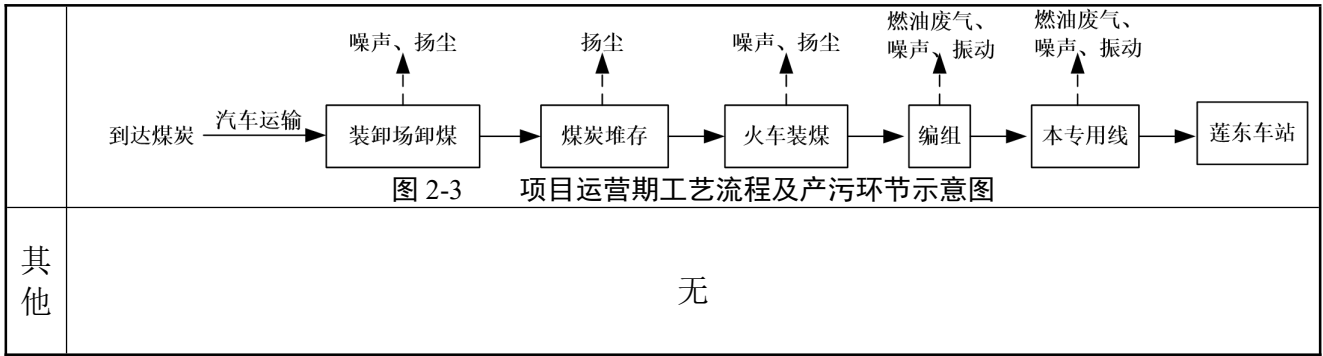 噪声、扬尘
扬尘
噪声、扬尘
燃油废气、
噪声、振动
燃油废气、
噪声、振动
到达煤炭
汽车运输
装卸场卸煤
煤炭堆存
火车装煤
编组
本专用线
莲东车站
图 2-3 项目运营期工艺流程及产污环节示意图
其
他
无